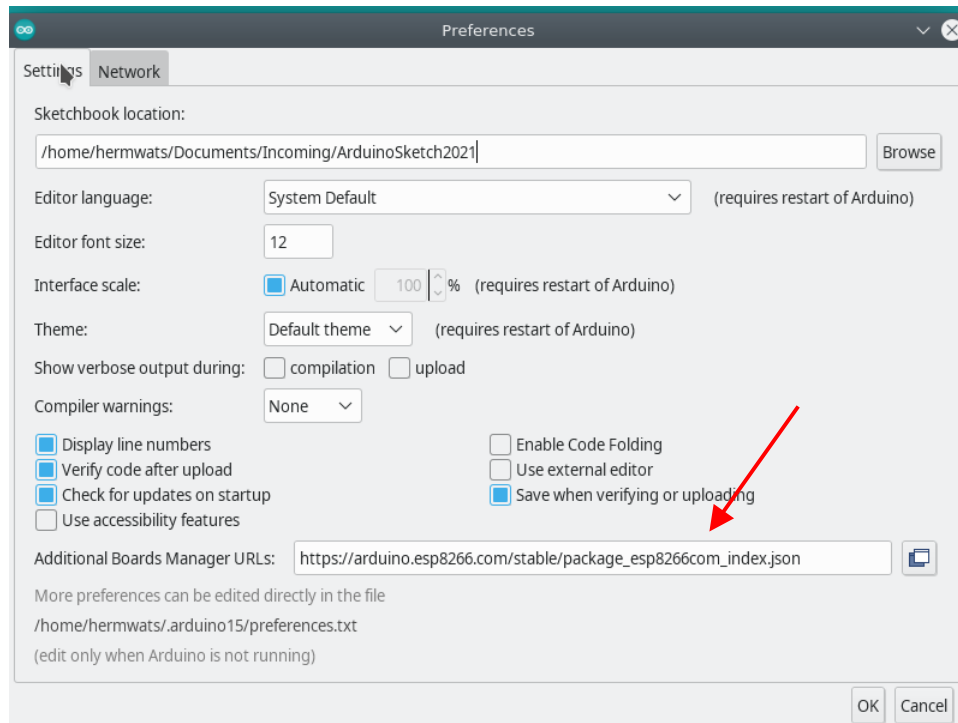 Preferences
Settings Network
Sketchbook location:
/home/hermwats/Documents/Incoming/ArduinoSketch2021 Browse
Editor language: System Default (requires restart of Arduino)
Editor font size: 12
Interface scale: Automatic 100 % (requires restart of Arduino)
Theme: Default theme (requires restart of Arduino)
Show verbose output during: compilation upload
Compiler warnings: None
Display line numbers Enable Code Folding
Verify code after upload Use external editor
Check for updates on startup Save when verifying or uploading
Use accessibility features
Additional Boards Manager URLs: https://arduino.esp8266.com/stable/package_esp8266com_index.json
More preferences can be edited directly in the file
/home/hermwats/.arduino15/preferences.txt
(edit only when Arduino is not running)
OK Cancel